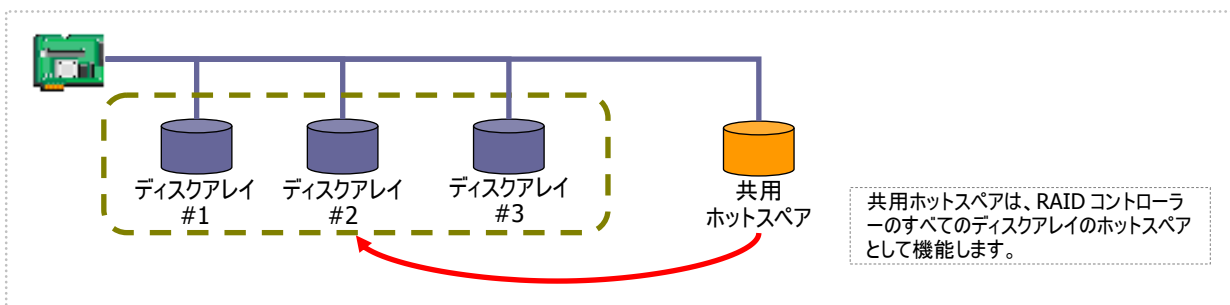 ディスクアレイ
#1
ディスクアレイ
#2
ディスクアレイ
#3
共用
ホットスペア
共用ホットスペアは、RAID コントローラ
ーのすべてのディスクアレイのホットスペア
として機能します。